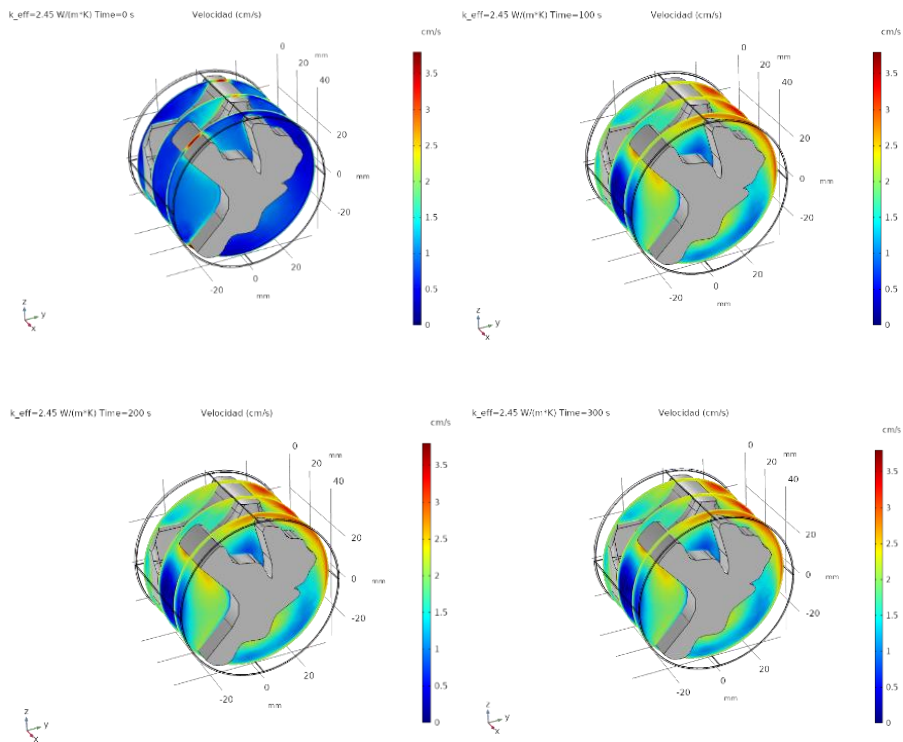 k_eff=2.45 W/(m*K) Time=0 s Velocidad (cm/s)
cm/s
0
20
40
mm
20
0
mm
-20
20
0
-20
mm
3.5
3
2.5
2
1.5
1
0.5
0
z
y
x
k_eff=2.45 W/(m*K) Time=100 s Velocidad (cm/s)
cm/s
0
20
40
mm
20
0
mm
-20
20
0
-20
mm
3.5
3
2.5
2
1.5
1
0.5
0
z
y
x
k_eff=2.45 W/(m*K) Time=200 s Velocidad (cm/s)
cm/s
0
20
40
mm
20
0
mm
-20
20
0
-20
mm
3.5
3
2.5
2
1.5
1
0.5
0
z
y
x
k_eff=2.45 W/(m*K) Time=300 s Velocidad (cm/s)
cm/s
0
20
40
mm
20
0
mm
-20
20
0
-20
mm
3.5
3
2.5
2
1.5
1
0.5
0
z
y
x